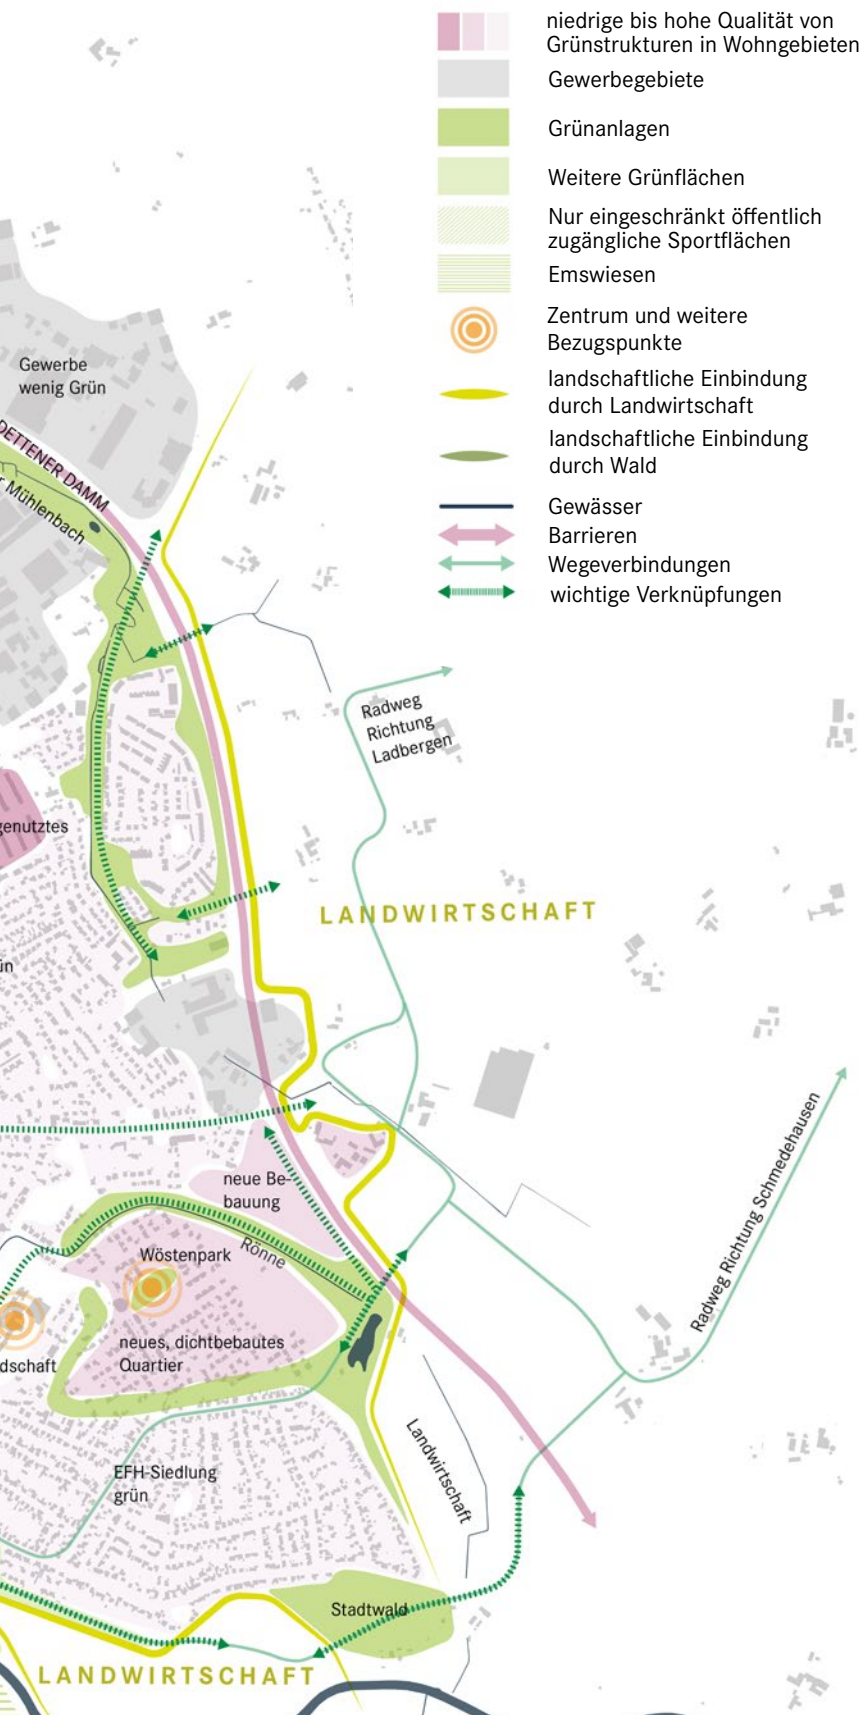 niedrige bis hohe Qualität von
Grünstrukturen in Wohngebieten
Gewerbegebiete
Grünanlagen
Weitere Grünflächen
Nur eingeschränkt öffentlich
zugängliche Sportflächen
Emswiesen
Zentrum und weitere
Bezugspunkte
landschaftliche Einbindung
durch Landwirtschaft
landschaftliche Einbindung
durch Wald
Gewässer
Barrieren
Wegeverbindungen
wichtige Verknüpfungen
Gewerbe
wenig Grün
DETTENER DAMM
r Mühlenbach
Radweg
Richtung
Ladbergen
genutztes
LANDWIRTSCHAFT
ün
Radweg Richtung Schmedehausen
neue Be-
bauung
Rönne
Wöstenpark
neues, dichtbebautes
Quartier
dschaft
Landwirtschaft
EFH-Siedlung
grün
Stadtwald
LANDWIRTSCHAFT